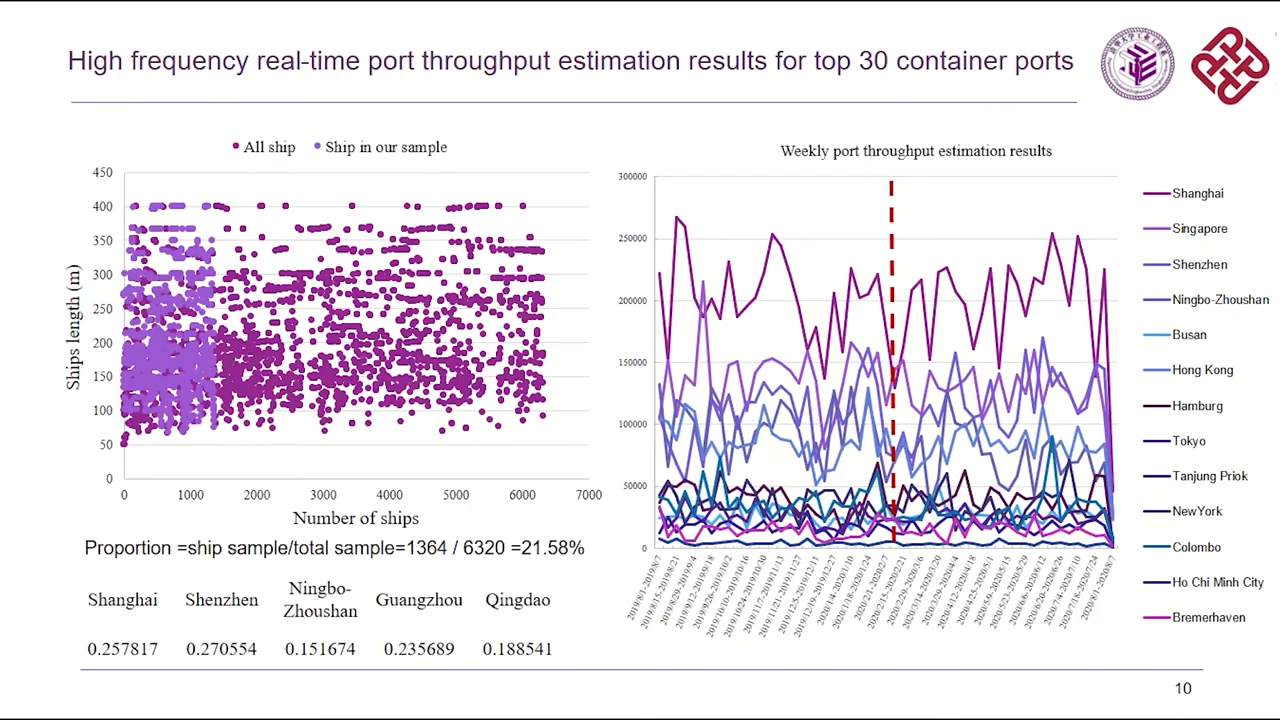 High frequency real-time port throughput estimation results for top 30 container ports
All ship
Ship in our sample
450
400
350
300
250
200
150
100
50
0
Ships length (m)
0
1000
2000
3000
4000
5000
6000
7000
Number of ships
Proportion =ship sample/total sample=1364 / 6320 =21.58%
Shanghai
Shenzhen
Ningbo-
Zhoushan
Guangzhou
Qingdao
0.257817
0.270554
0.151674
0.235689
0.188541
Weekly port throughput estimation results
300000
250000
200000
150000
100000
50000
0
Shanghai
Singapore
Shenzhen
Ningbo-Zhoushan
Busan
Hong Kong
Hamburg
Tokyo
Tanjung Priok
NewYork
Colombo
Ho Chi Minh City
Bremerhaven
10